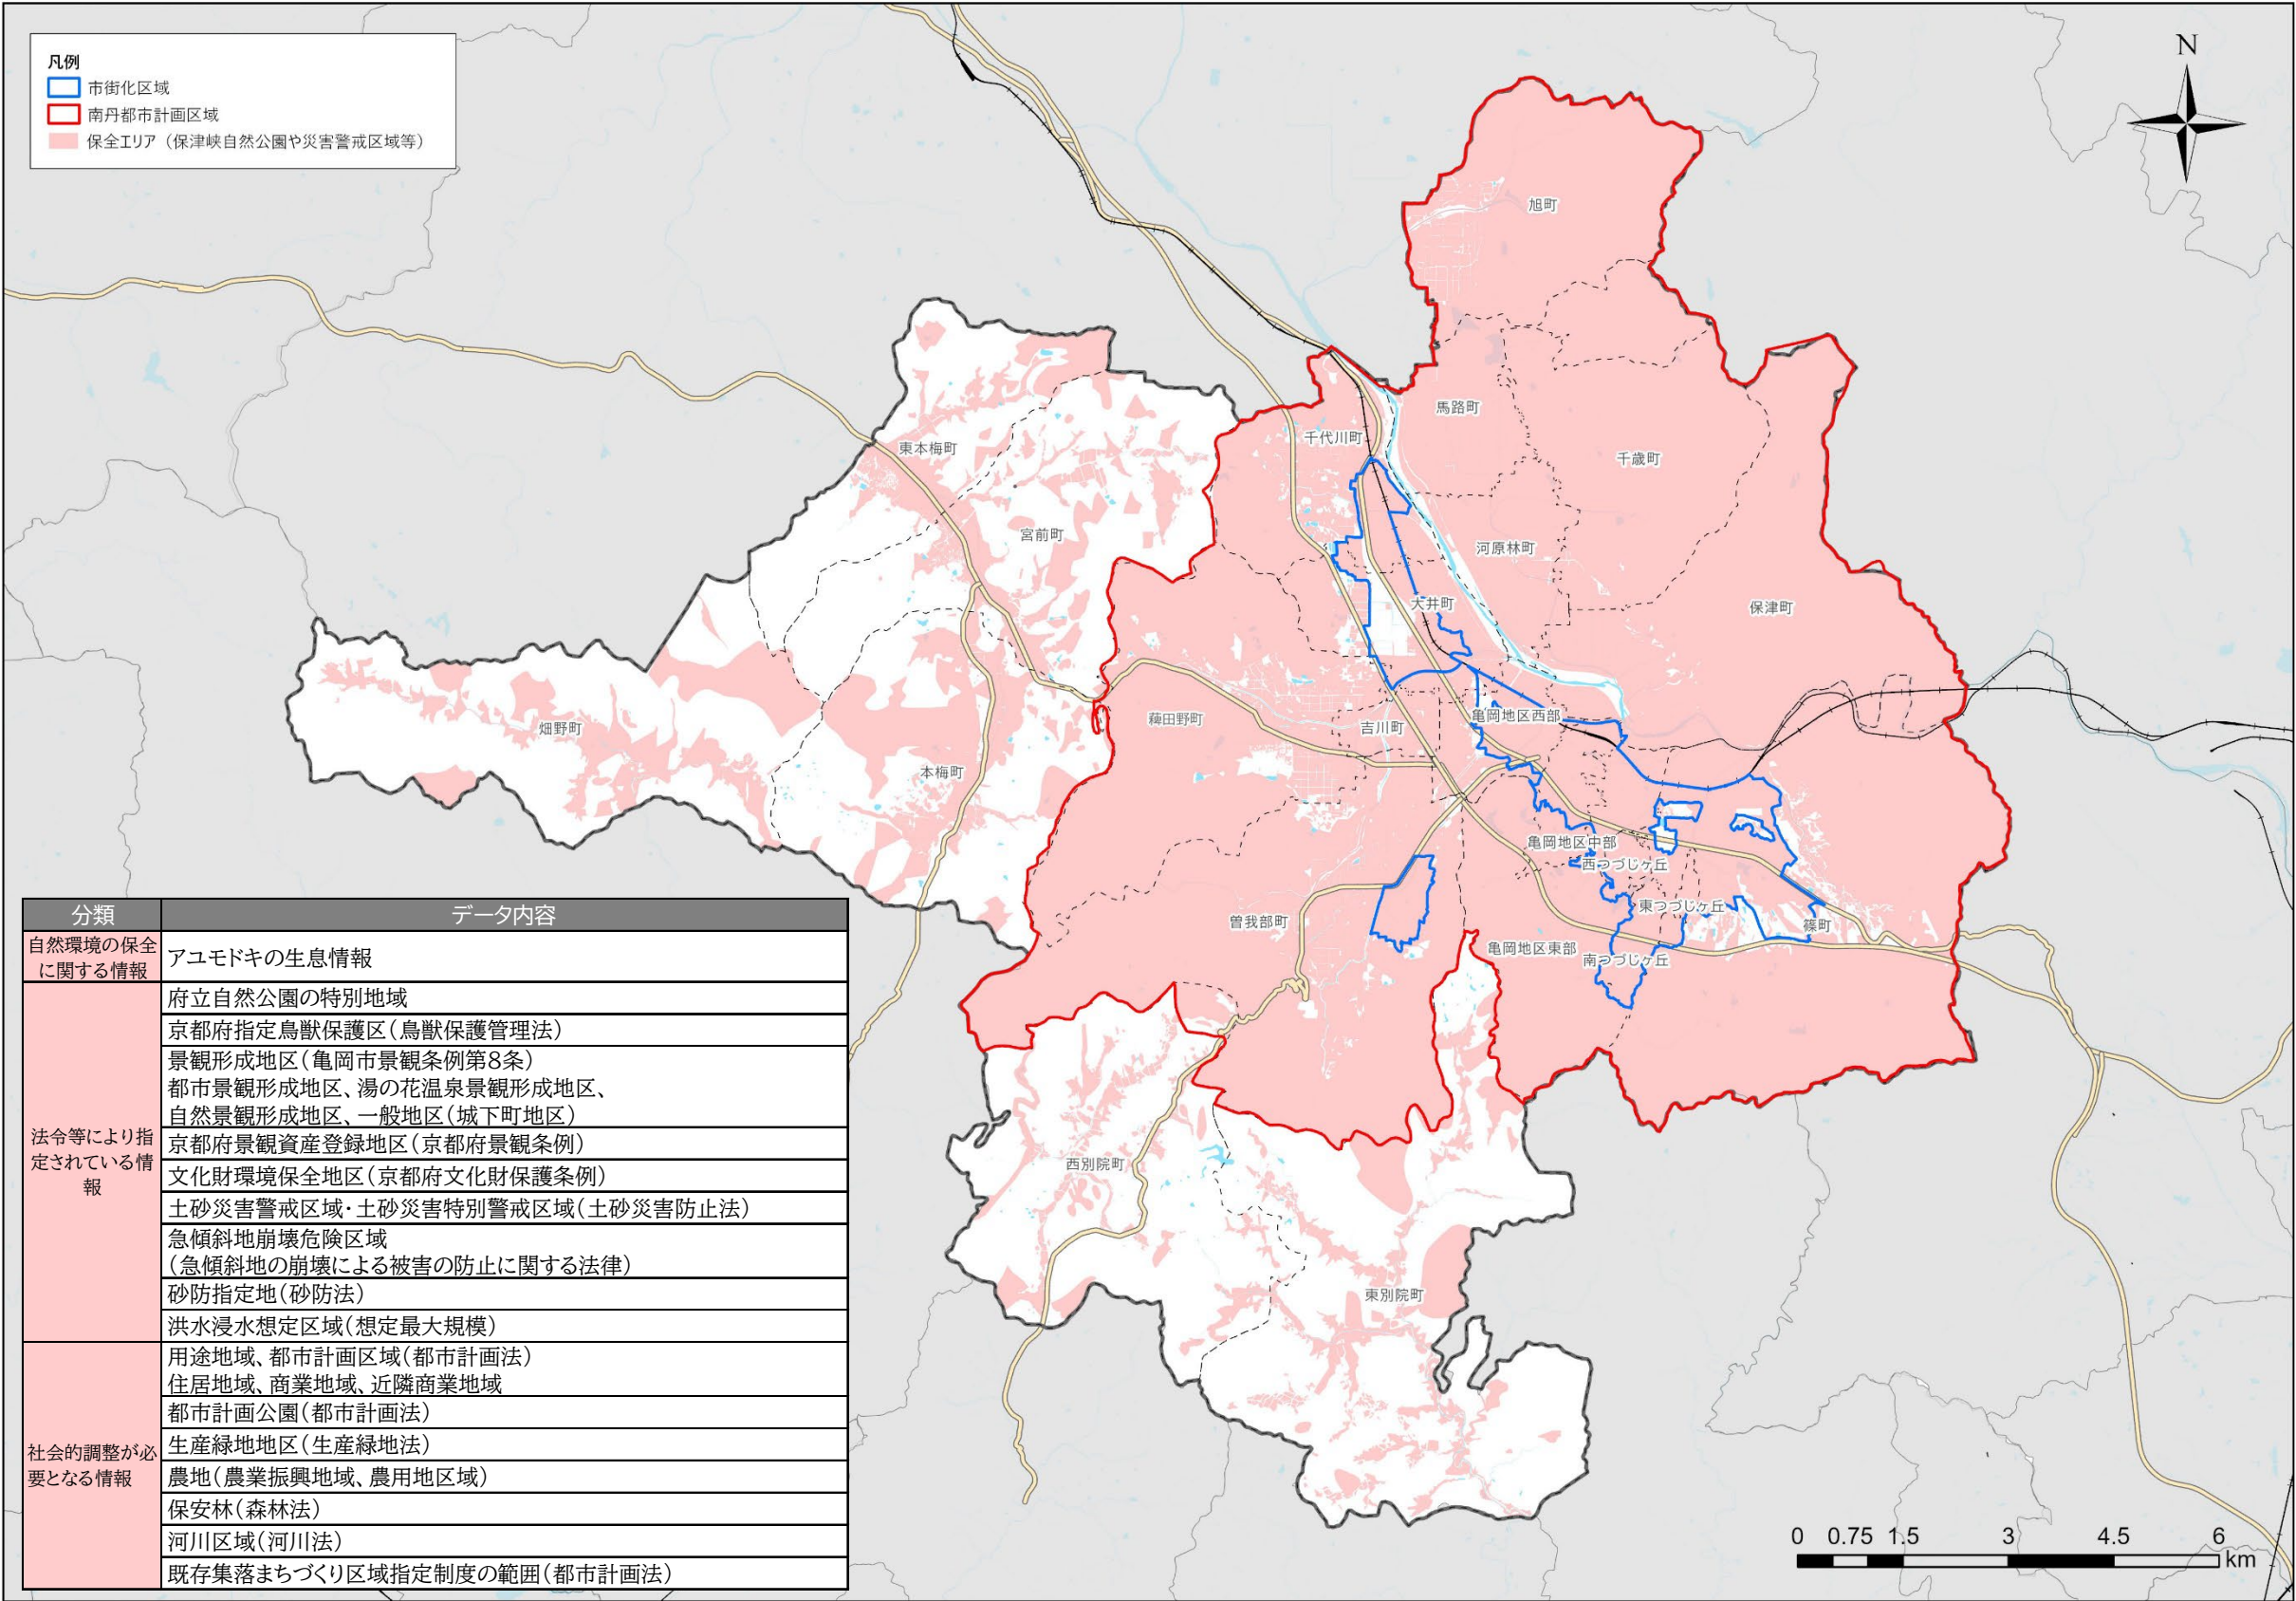 凡例
市街化区域
南丹都市計画区域
保全エリア（保津峡自然公園や災害警戒区域等）
N
旭町
馬路町
千代川町
千歳町
東本梅町
宮前町
河原林町
大井町
保津町
薭田野町
吉川町
亀岡地区西部
畑野町
本梅町
亀岡地区中部
西つつじヶ丘
東つつじヶ丘
曽我部町
篠町
亀岡地区東部
南つつじヶ丘
西別院町
東別院町
分類 データ内容
自然環境の保全に関する情報
アユモドキの生息情報
法令等により指定されている情報
府立自然公園の特別地域
京都府指定鳥獣保護区（鳥獣保護管理法）
景観形成地区（亀岡市景観条例第8条）
都市景観形成地区、湯の花温泉景観形成地区、
自然景観形成地区、一般地区（城下町地区）
京都府景観資産登録地区（京都府景観条例）
文化財環境保全地区（京都府文化財保護条例）
土砂災害警戒区域・土砂災害特別警戒区域（土砂災害防止法）
急傾斜地崩壊危険区域
（急傾斜地の崩壊による被害の防止に関する法律）
砂防指定地（砂防法）
洪水浸水想定区域（想定最大規模）
社会的調整が必要となる情報
用途地域、都市計画区域（都市計画法）
住居地域、商業地域、近隣商業地域
都市計画公園（都市計画法）
生産緑地地区（生産緑地法）
農地（農業振興地域、農用地区域）
保安林（森林法）
河川区域（河川法）
既存集落まちづくり区域指定制度の範囲（都市計画法）
0 0.75 1.5 3 4.5 6
km